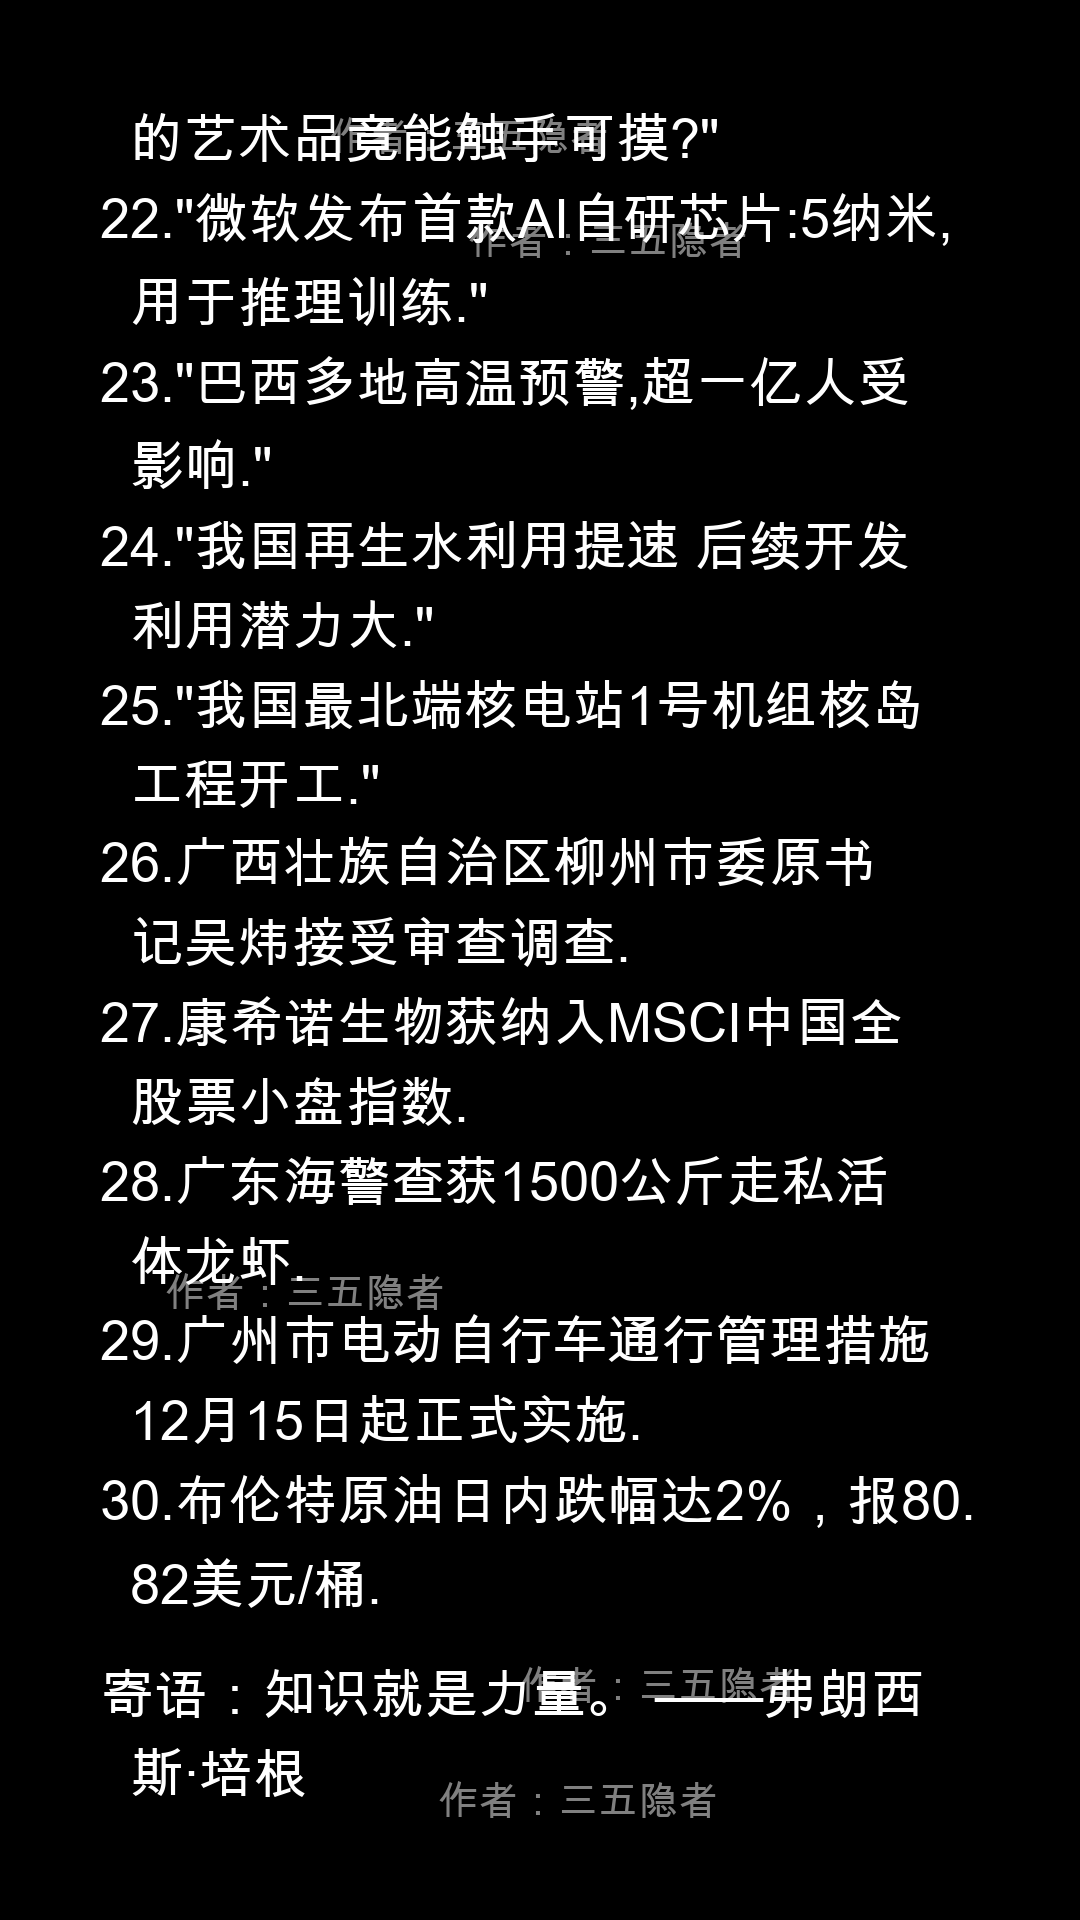 的艺术品竟能触手可摸?"
作者：三五隐者
22."微软发布首款AI自研芯片:5纳米,
作者：三五隐者
用于推理训练."
23."巴西多地高温预警,超一亿人受
影响."
24."我国再生水利用提速 后续开发
利用潜力大."
25."我国最北端核电站1号机组核岛
工程开工."
26.广西壮族自治区柳州市委原书
记吴炜接受审查调查.
27.康希诺生物获纳入MSCI中国全
股票小盘指数.
28.广东海警查获1500公斤走私活
体龙虾.
作者：三五隐者
29.广州市电动自行车通行管理措施
12月15日起正式实施.
30.布伦特原油日内跌幅达2%，报80.
82美元/桶.
作者：三五隐者
寄语：知识就是力量。 ——弗朗西
斯·培根
作者：三五隐者